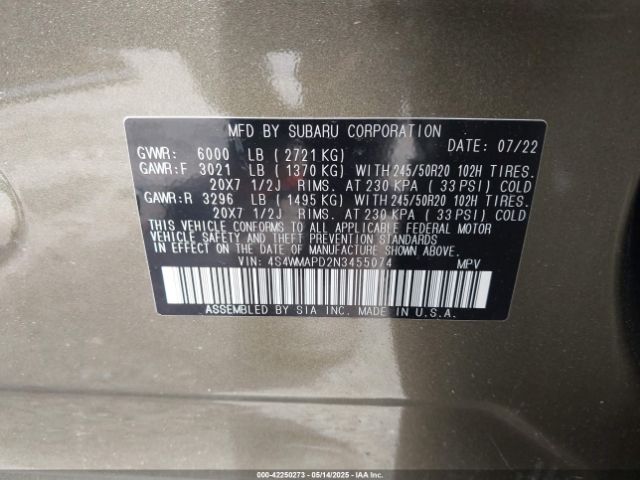 MFD BY SUBARU CORPORATION DATE: 07/22
GVWR: 6000 LB ( 2721 KG)
GAWR:F 3021 LB ( 1370 KG) WITH 245/50R20 102H TIRES.
20X7 1/2J RIMS. AT 230 KPA ( 33 PSI) COLD
GAWR:R 3296 LB ( 1495 KG) WITH 245/50R20 102H TIRES.
20X7 1/2J RIMS. AT 230 KPA ( 33 PSI) COLD
THIS VEHICLE CONFORMS TO ALL APPLICABLE FEDERAL MOTOR
VEHICLE SAFETY AND THEFT PREVENTION STANDARDS
IN EFFECT ON THE DATE OF MANUFACTURE SHOWN ABOVE.
VIN: 4S4WMAPD2N3455074 MPV
ASSEMBLED BY SIA INC. MADE IN U.S.A.
000-42250273 - 05/14/2025 - IAAI.COM